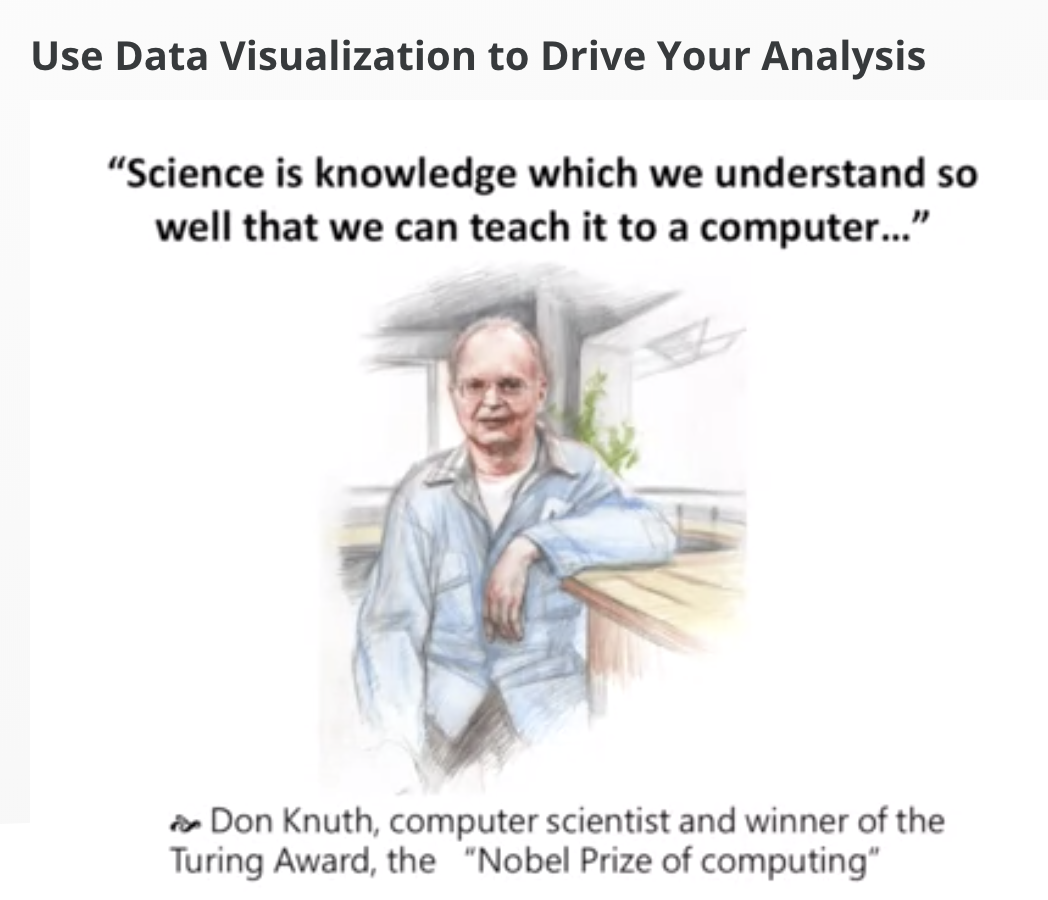 Use Data Visualization to Drive Your Analysis
“Science is knowledge which we understand so
well that we can teach it to a computer...”
Don Knuth, computer scientist and winner of the
Turing Award, the "Nobel Prize of computing"